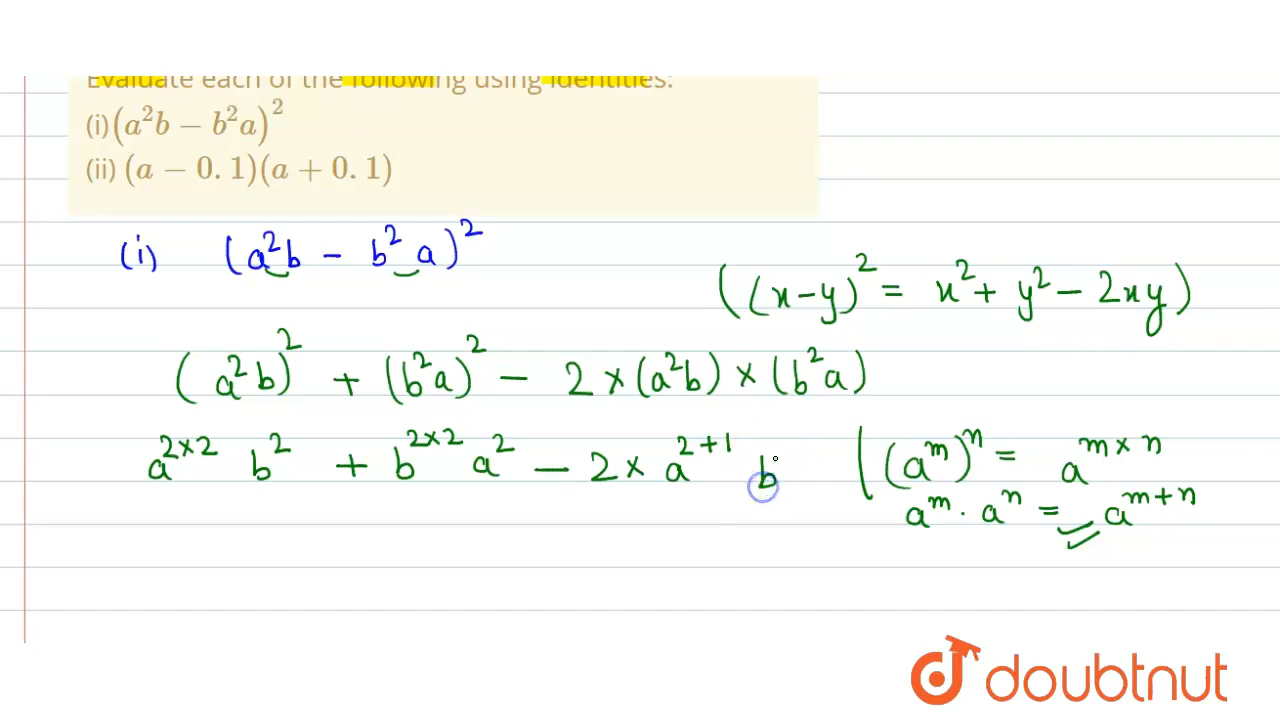 Evaluate each of the following using identities:
(i) (a²b − b²a)²
(ii) (a − 0. 1)(a + 0. 1)
(i) (a²b − b²a)²
((x−y)² = x² + y² − 2xy)
(a²b)² + (b²a)² − 2 × (a²b) × (b²a)
a^{2×2} b² + b^{2×2} a² − 2 × a^{2+1} b
((a^m)^n = a^{m×n}
a^m · a^n = a^{m+n}
doubtnut